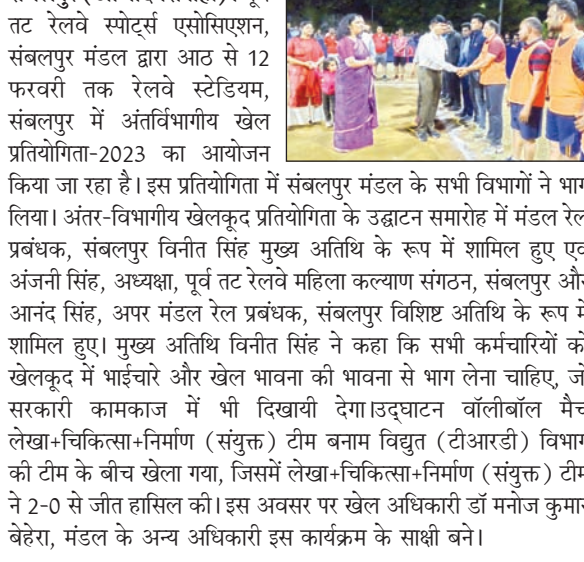 तट रेलवे स्पोर्ट्स एसोसिएशन,
संबलपुर मंडल द्वारा आठ से 12
फरवरी तक रेलवे स्टेडियम,
संबलपुर में अंतर्विभागीय खेल
प्रतियोगिता-2023 का आयोजन
किया जा रहा है। इस प्रतियोगिता में संबलपुर मंडल के सभी विभागों ने भाग
लिया। अंतर-विभागीय खेलकूद प्रतियोगिता के उद्घाटन समारोह में मंडल रेल
प्रबंधक, संबलपुर विनीत सिंह मुख्य अतिथि के रूप में शामिल हुए एवं
अंजनी सिंह, अध्यक्षा, पूर्व तट रेलवे महिला कल्याण संगठन, संबलपुर और
आनंद सिंह, अपर मंडल रेल प्रबंधक, संबलपुर विशिष्ट अतिथि के रूप में
शामिल हुए। मुख्य अतिथि विनीत सिंह ने कहा कि सभी कर्मचारियों को
खेलकूद में भाईचारे और खेल भावना की भावना से भाग लेना चाहिए, जो
सरकारी कामकाज में भी दिखायी देगा।उद्घाटन वॉलीबॉल मैच
लेखा+चिकित्सा+निर्माण (संयुक्त) टीम बनाम विद्युत (टीआरडी) विभाग
की टीम के बीच खेला गया, जिसमें लेखा+चिकित्सा+निर्माण (संयुक्त) टीम
ने 2-0 से जीत हासिल की। इस अवसर पर खेल अधिकारी डॉ मनोज कुमार
बेहेरा, मंडल के अन्य अधिकारी इस कार्यक्रम के साक्षी बने।